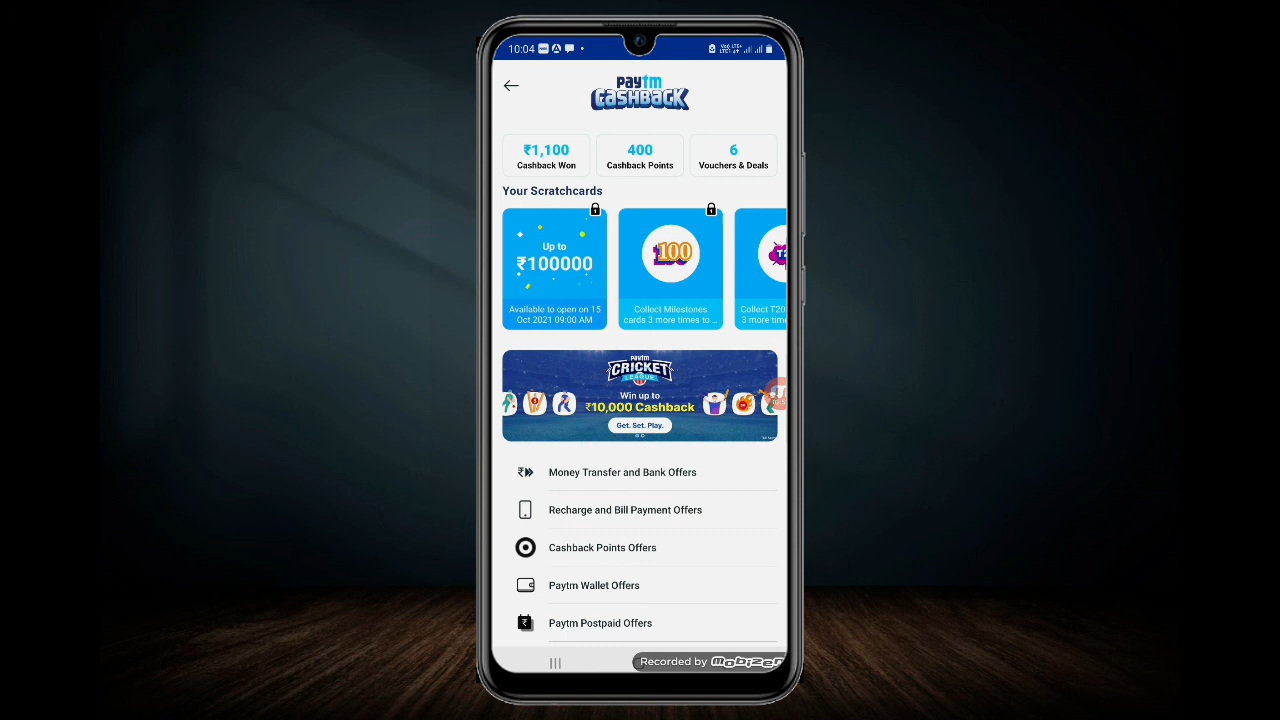 10:04
paytm
CASHBACK
₹1,100
400
6
Cashback Won
Cashback Points
Vouchers & Deals
Your Scratchcards
Up to
₹100000
Available to open on 15
Oct 2021 09:00 AM
100
Collect Milestones
cards 3 more times to ...
Collect T20
3 more tim
paytm
CRICKET
LEAGUE
Win up to
₹10,000 Cashback
Get. Set. Play.
Money Transfer and Bank Offers
Recharge and Bill Payment Offers
Cashback Points Offers
Paytm Wallet Offers
Paytm Postpaid Offers
Recorded by MOBIZEN